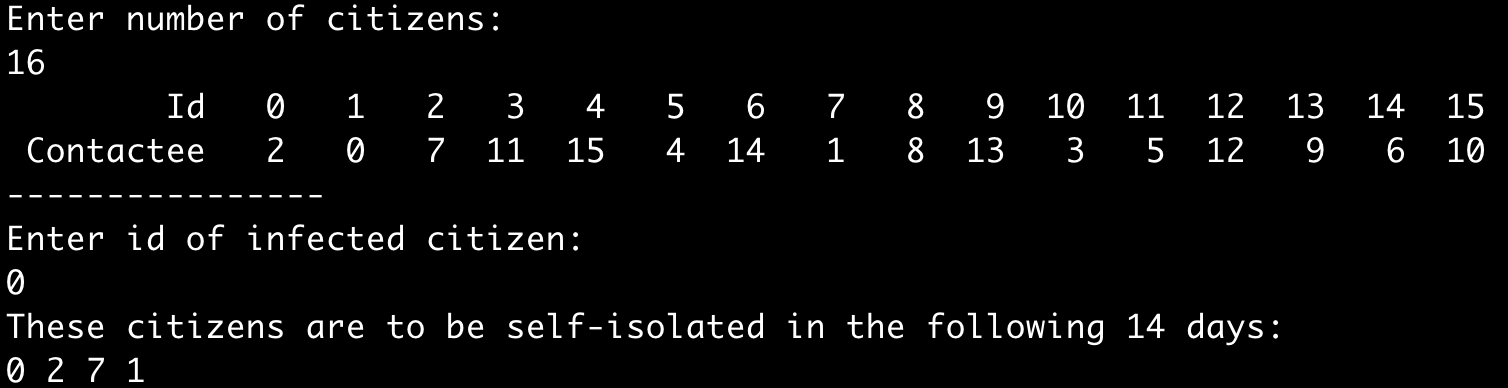 Enter number of citizens:
16
Id 0 1 2 3 4 5 6 7 8 9 10 11 12 13 14 15
Contactee 2 0 7 11 15 4 14 1 8 13 3 5 12 9 6 10
----------------
Enter id of infected citizen:
0
These citizens are to be self-isolated in the following 14 days:
0 2 7 1